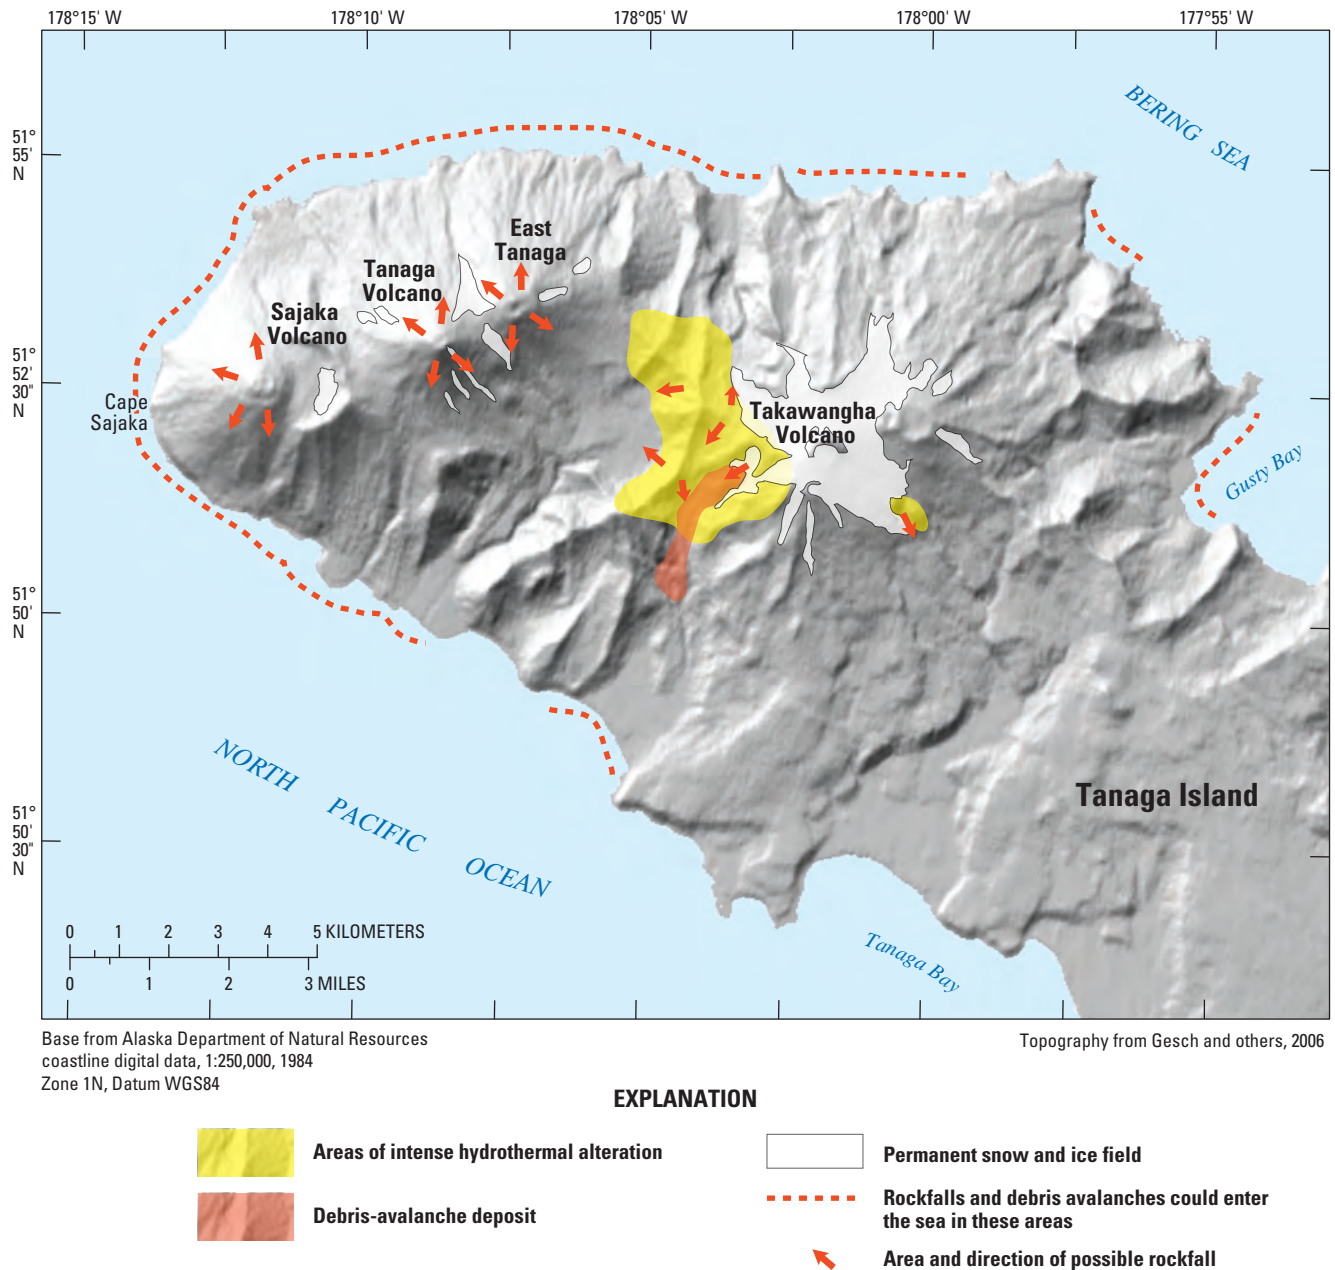 178°15' W
178°10' W
178°05' W
178°00' W
177°55' W
BERING SEA
51°
55'
N
East
Tanaga
Tanaga
Volcano
Sajaka
Volcano
51°
52'
30"
N
Cape
Sajaka
Takawangha
Volcano
Gusty Bay
51°
50'
N
NORTH PACIFIC OCEAN
Tanaga Island
51°
50'
30"
N
0 1 2 3 4 5 KILOMETERS
0 1 2 3 MILES
Tanaga Bay
Base from Alaska Department of Natural Resources
coastline digital data, 1:250,000, 1984
Zone 1N, Datum WGS84
Topography from Gesch and others, 2006
EXPLANATION
Areas of intense hydrothermal alteration
Debris-avalanche deposit
Permanent snow and ice field
Rockfalls and debris avalanches could enter
the sea in these areas
Area and direction of possible rockfall